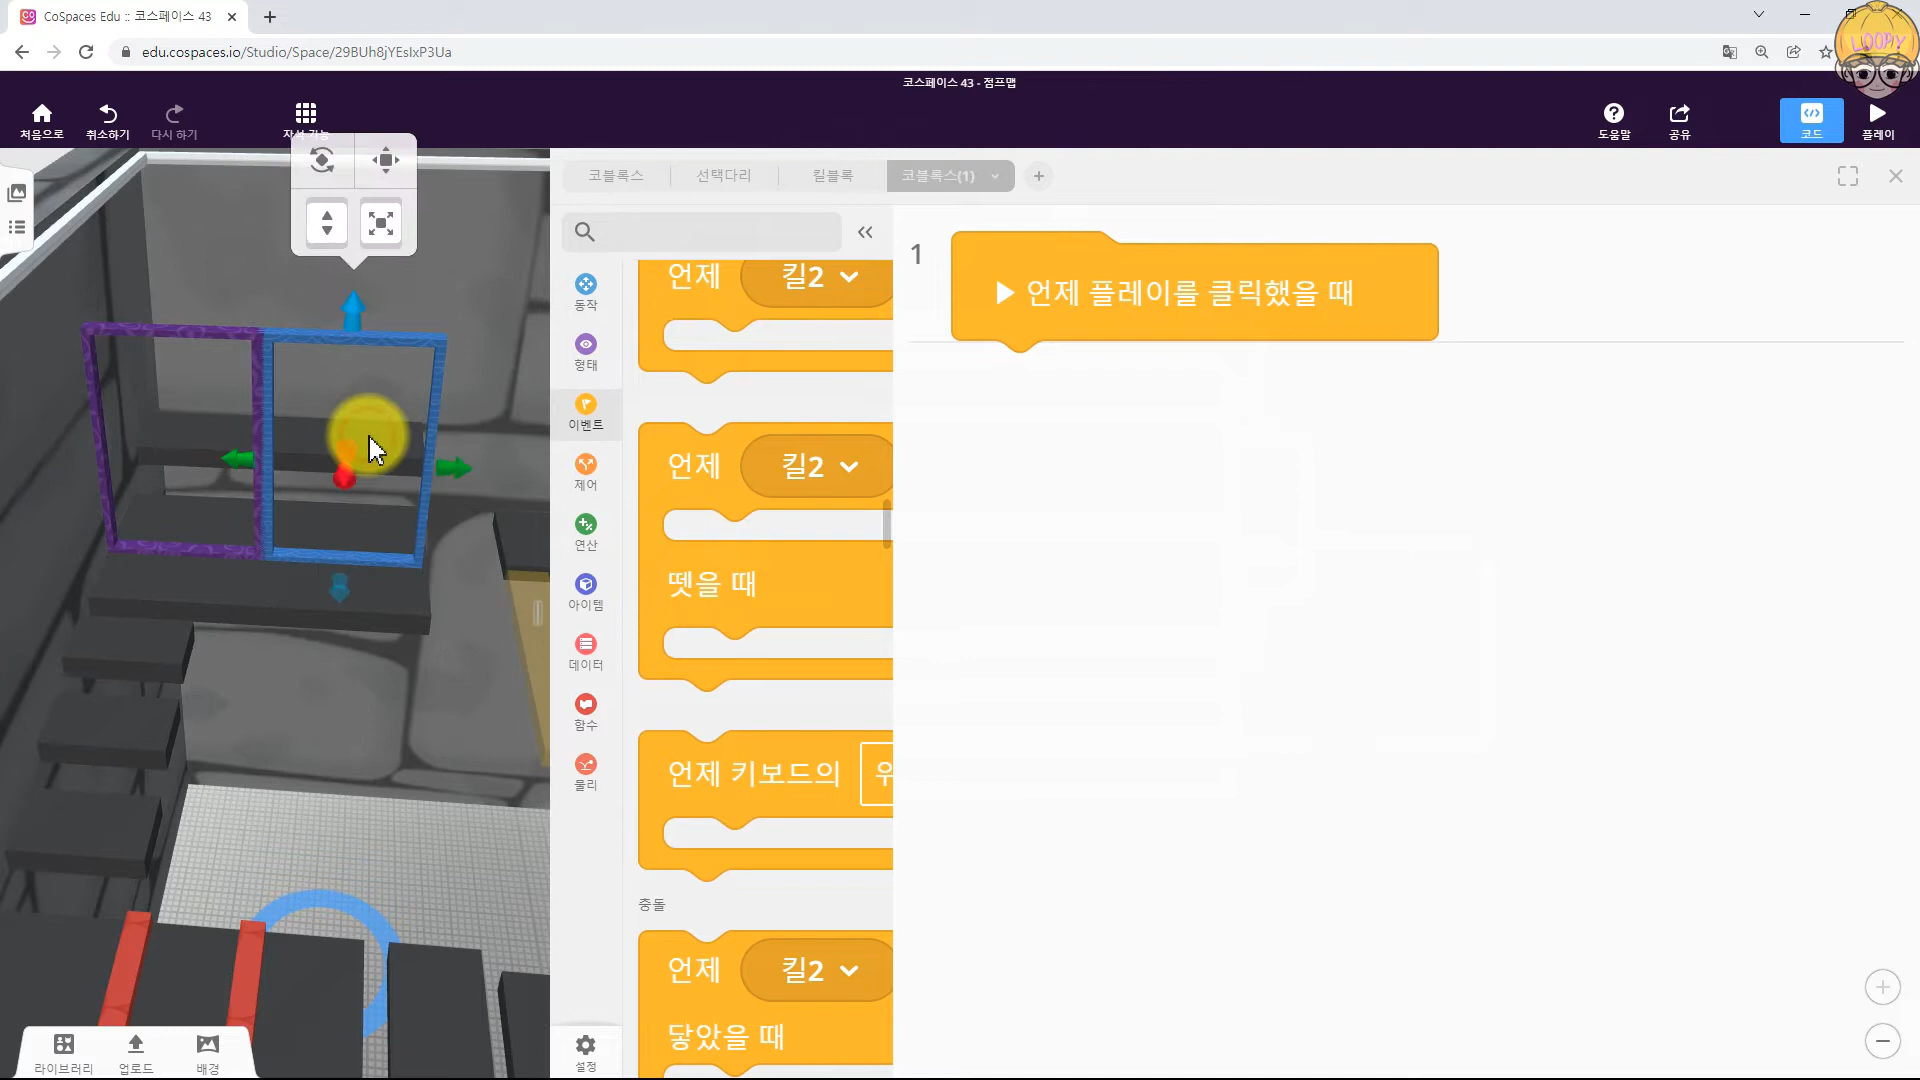 CoSpaces Edu :: 코스페이스 43
edu.cospaces.io/Studio/Space/29BUh8jYEsIxP3Ua
LOOPY
코스페이스 43 - 점프맵
처음으로
취소하기
다시 하기
자석 기능
도움말
공유
코드
플레이
코블록스
선택다리
킬블록
코블록스(1)
동작
형태
이벤트
제어
연산
아이템
데이터
함수
물리
설정
언제 킬2
언제 킬2
뗏을 때
언제 키보드의
충돌
언제 킬2
닿았을 때
1
언제 플레이를 클릭했을 때
라이브러리
업로드
배경